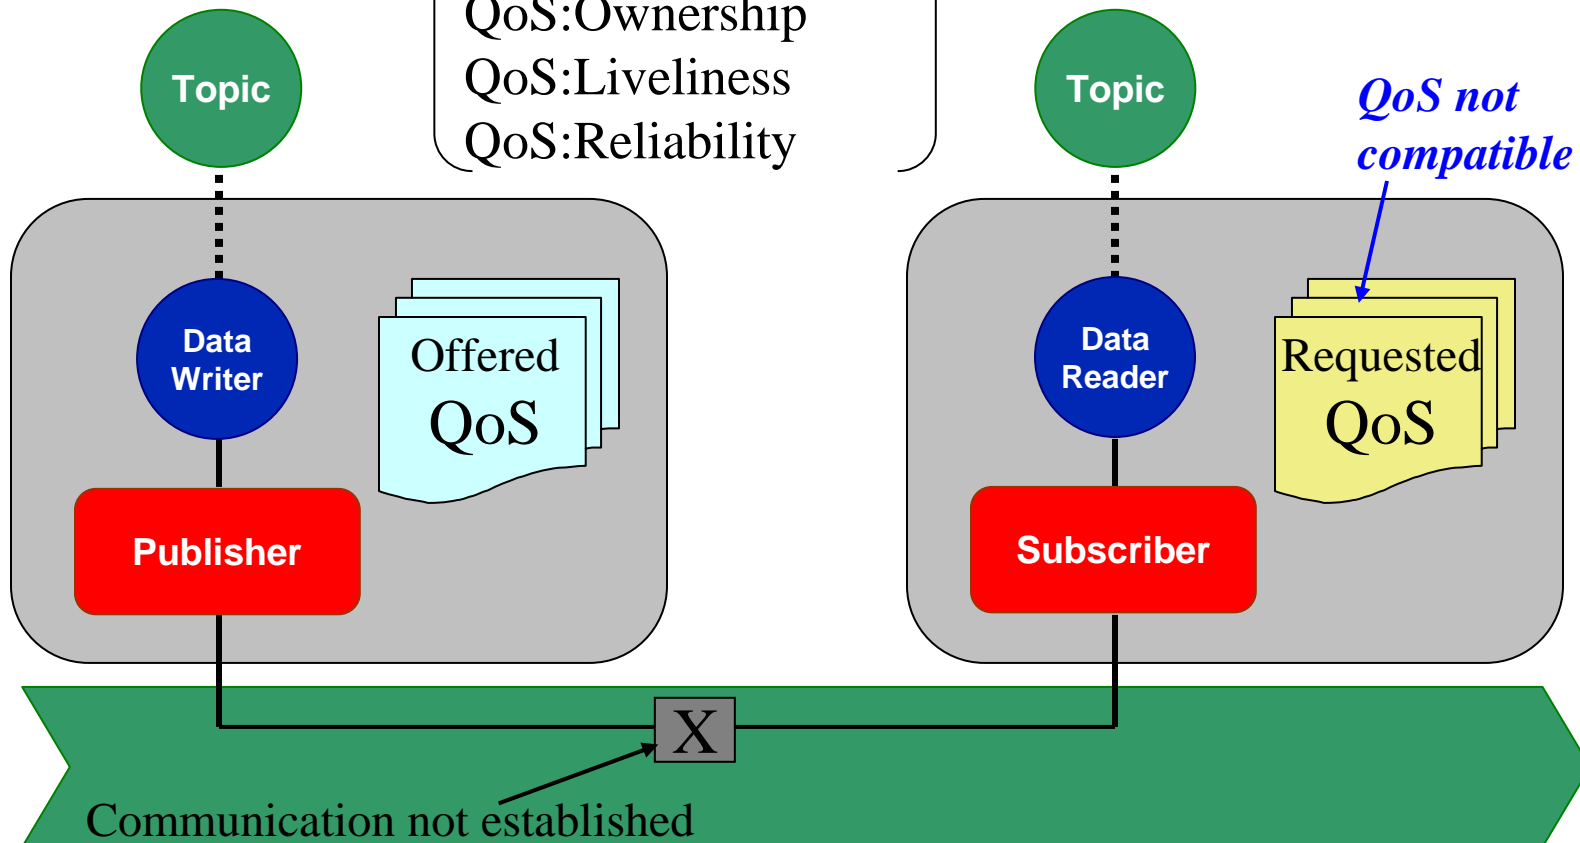 QoS:Ownership
QoS:Liveliness
QoS:Reliability
Topic
Topic
QoS not
compatible
Data
Writer
Offered
QoS
Data
Reader
Requested
QoS
Publisher
Subscriber
X
Communication not established